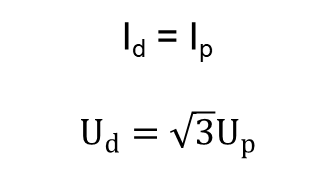 I_d = I_p
U_d = √3U_p